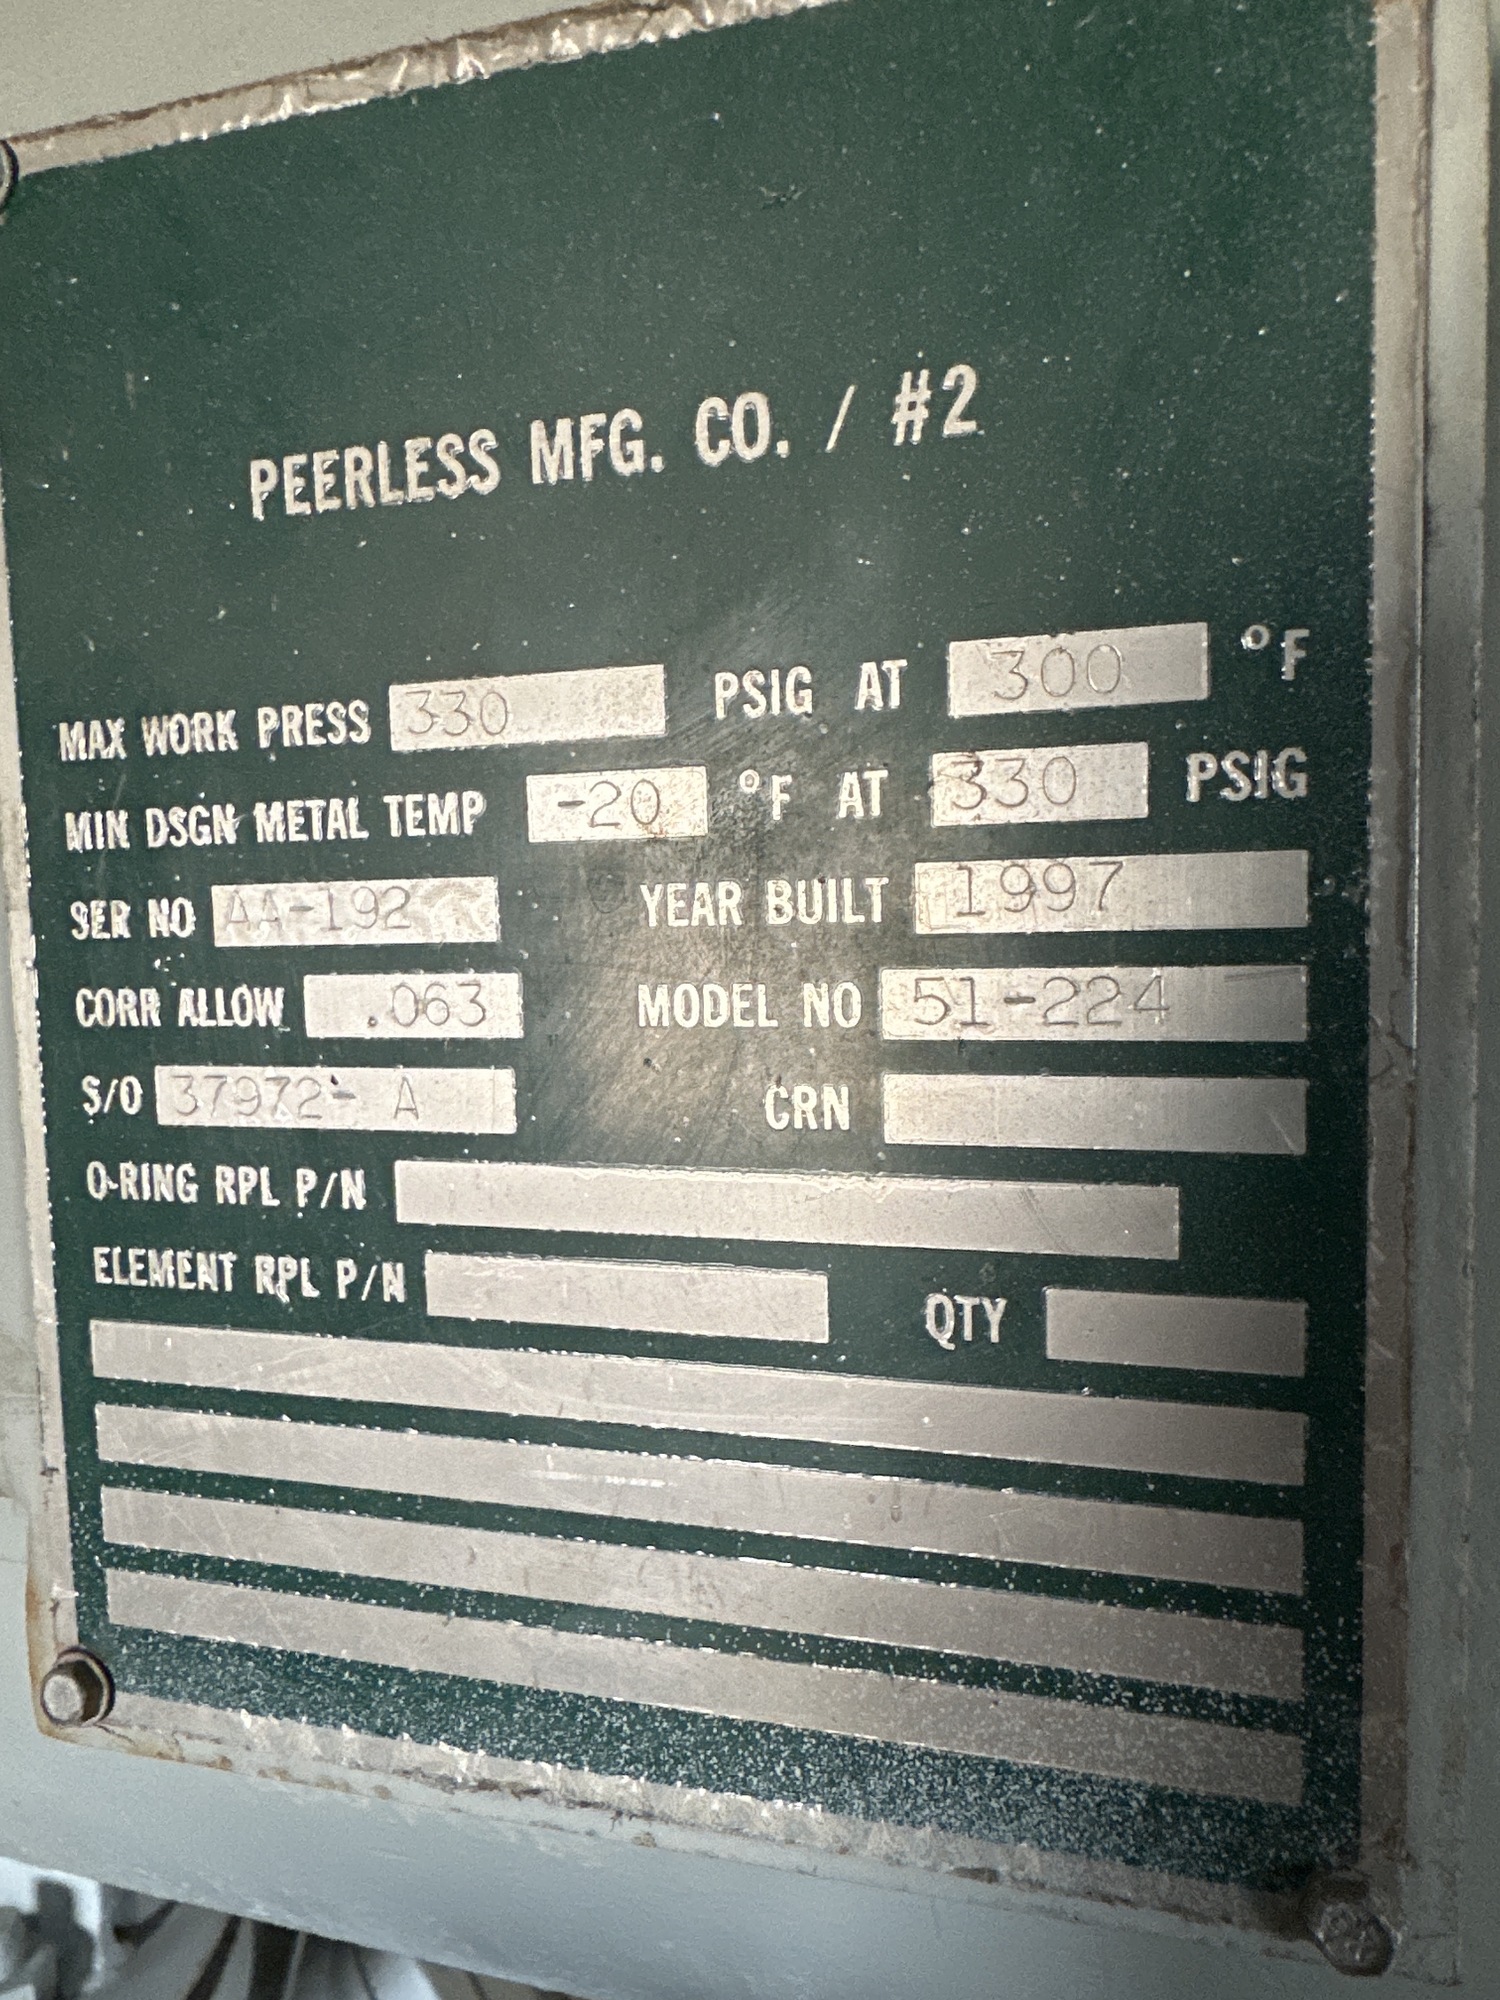 PEERLESS MFG. CO. / #2
MAX WORK PRESS 330 PSIG AT 300 °F
MIN DSGN METAL TEMP -20 °F AT 330 PSIG
SER NO AA-192 YEAR BUILT 1997
CORR ALLOW .063 MODEL NO 51-224
S/O 37972- A CRN
O-RING RPL P/N
ELEMENT RPL P/N QTY